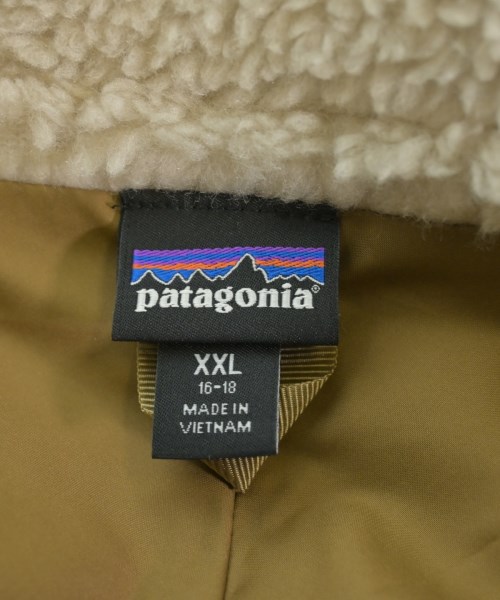 patagonia®
XXL
16-18
MADE IN
VIETNAM